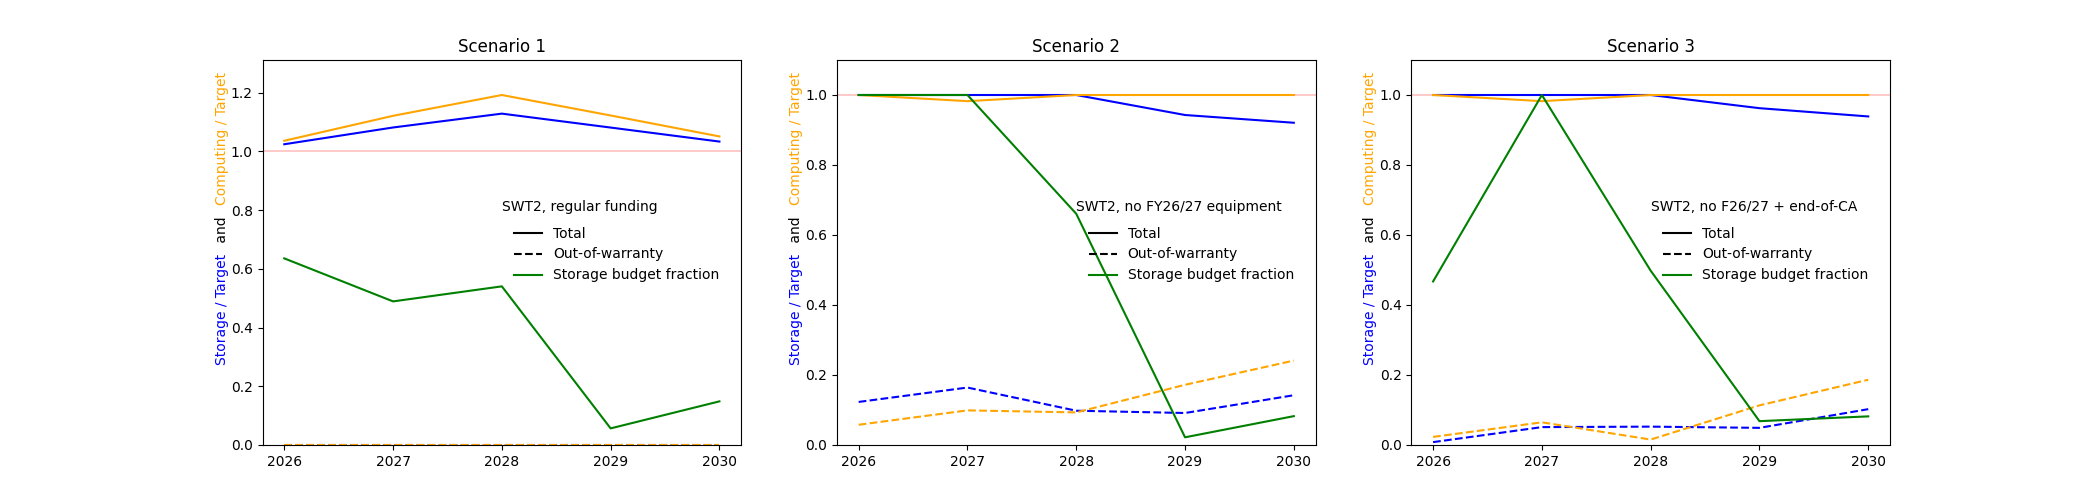 Scenario 1
Storage / Target and Computing / Target
1.2
1.0
0.8
0.6
0.4
0.2
0.0
SWT2, regular funding
Total
Out-of-warranty
Storage budget fraction
2026 2027 2028 2029 2030
Scenario 2
Storage / Target and Computing / Target
1.0
0.8
0.6
0.4
0.2
0.0
SWT2, no FY26/27 equipment
Total
Out-of-warranty
Storage budget fraction
2026 2027 2028 2029 2030
Scenario 3
Storage / Target and Computing / Target
1.0
0.8
0.6
0.4
0.2
0.0
SWT2, no F26/27 + end-of-CA
Total
Out-of-warranty
Storage budget fraction
2026 2027 2028 2029 2030